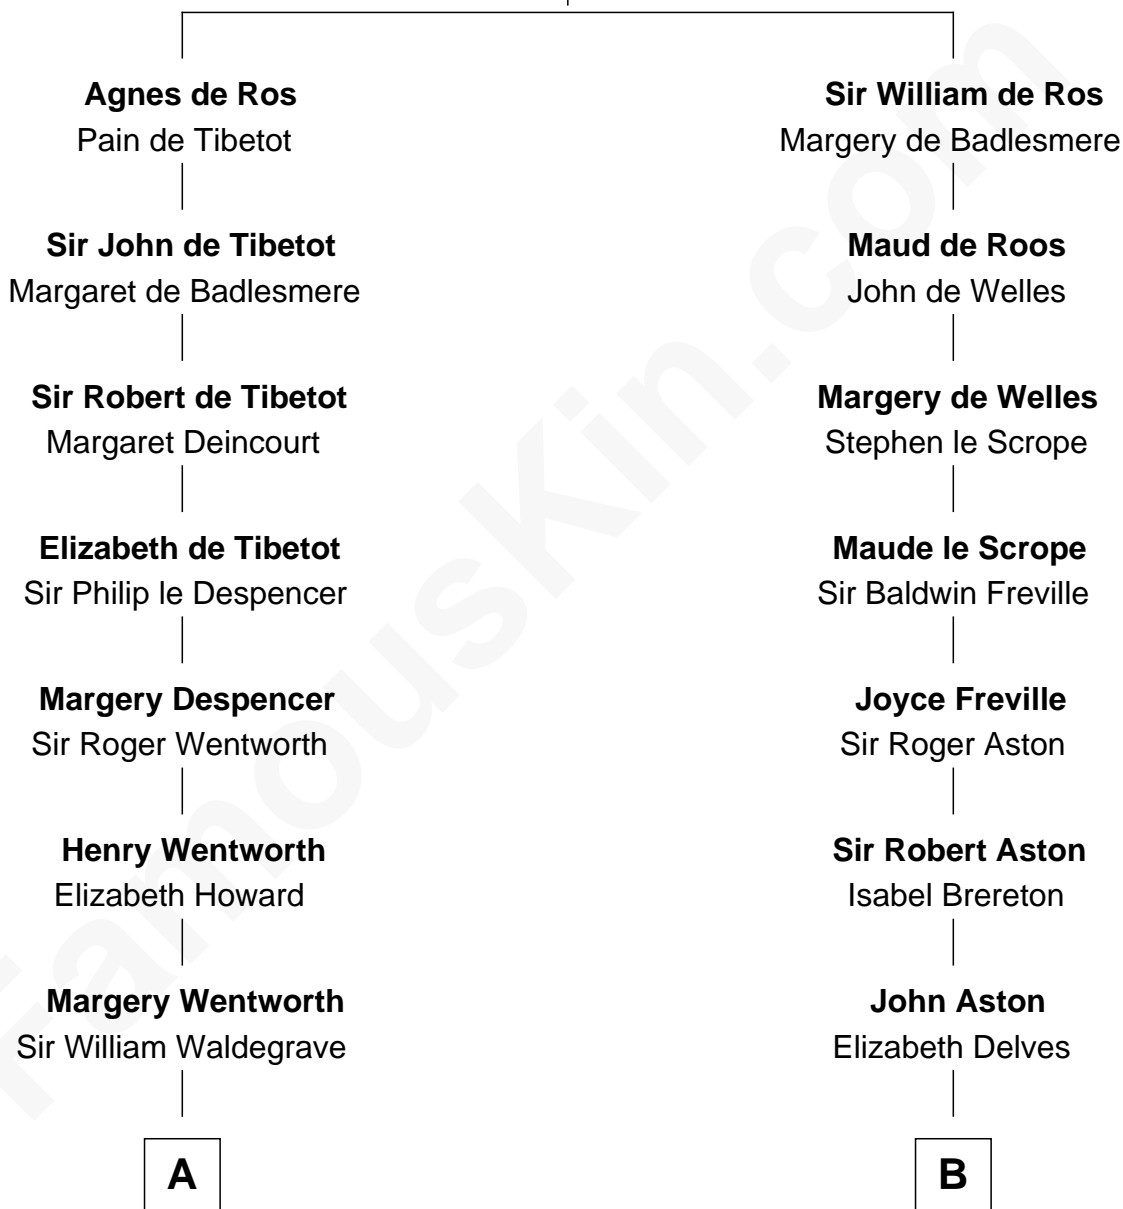 Agnes de Ros
Pain de Tibetot
Sir John de Tibetot
Margaret de Badlesmere
Sir Robert de Tibetot
Margaret Deincourt
Elizabeth de Tibetot
Sir Philip le Despencer
Margery Despencer
Sir Roger Wentworth
Henry Wentworth
Elizabeth Howard
Margery Wentworth
Sir William Waldegrave
A
Sir William de Ros
Margery de Badlesmere
Maud de Roos
John de Welles
Margery de Welles
Stephen le Scrope
Maude le Scrope
Sir Baldwin Freville
Joyce Freville
Sir Roger Aston
Sir Robert Aston
Isabel Brereton
John Aston
Elizabeth Delves
B
FamousKin.com